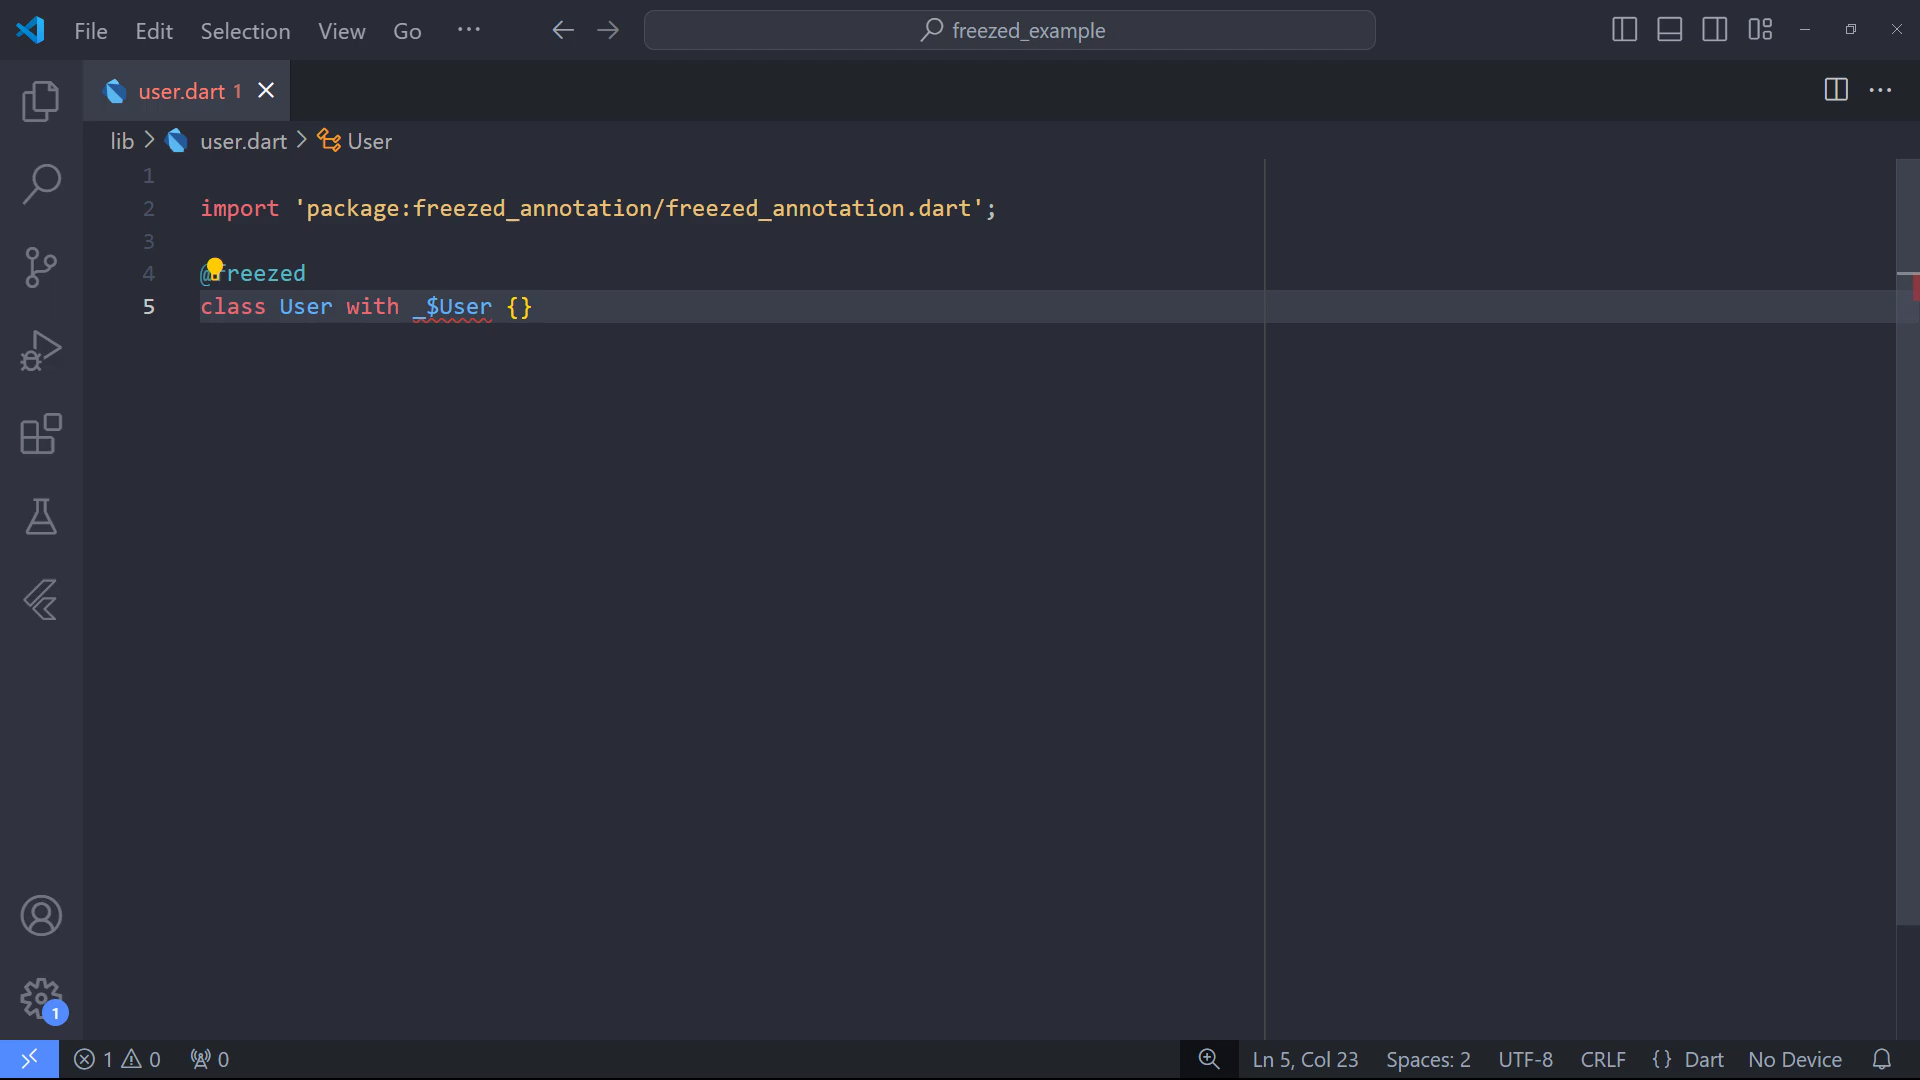 File Edit Selection View Go ··· freezed_example
user.dart 1
lib > user.dart > User
1
2 import 'package:freezed_annotation/freezed_annotation.dart';
3
4 @freezed
5 class User with _$User {}
1
1 0 0 Ln 5, Col 23 Spaces: 2 UTF-8 CRLF {} Dart No Device